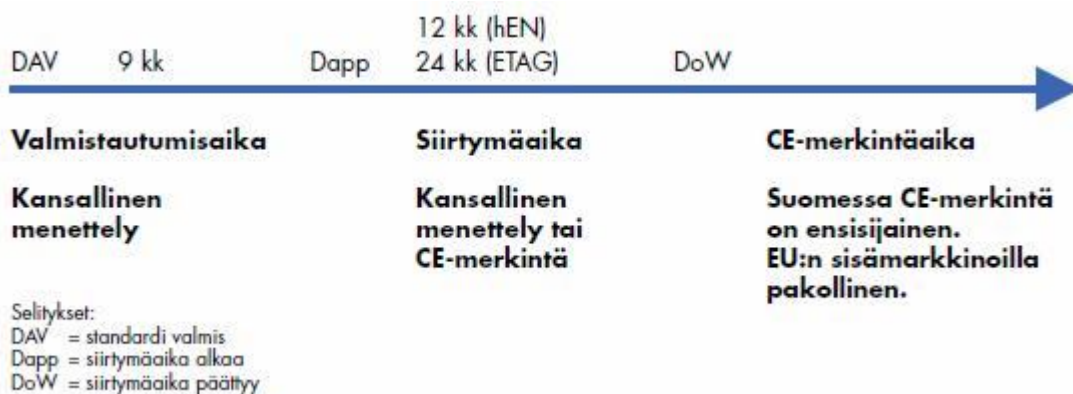 12 kk (hEN)
DAV 9 kk Dapp 24 kk (ETAG) DoW
Valmistautumisaika Siirtymäaika CE-merkintäaika
Kansallinen Kansallinen Suomessa CE-merkintä
menettely menettely tai on ensisijainen.
CE-merkintä EU:n sisämarkkinoilla
pakollinen.
Selitykset:
DAV = standardi valmis
Dapp = siirtymäaika alkaa
DoW = siirtymäaika päättyy